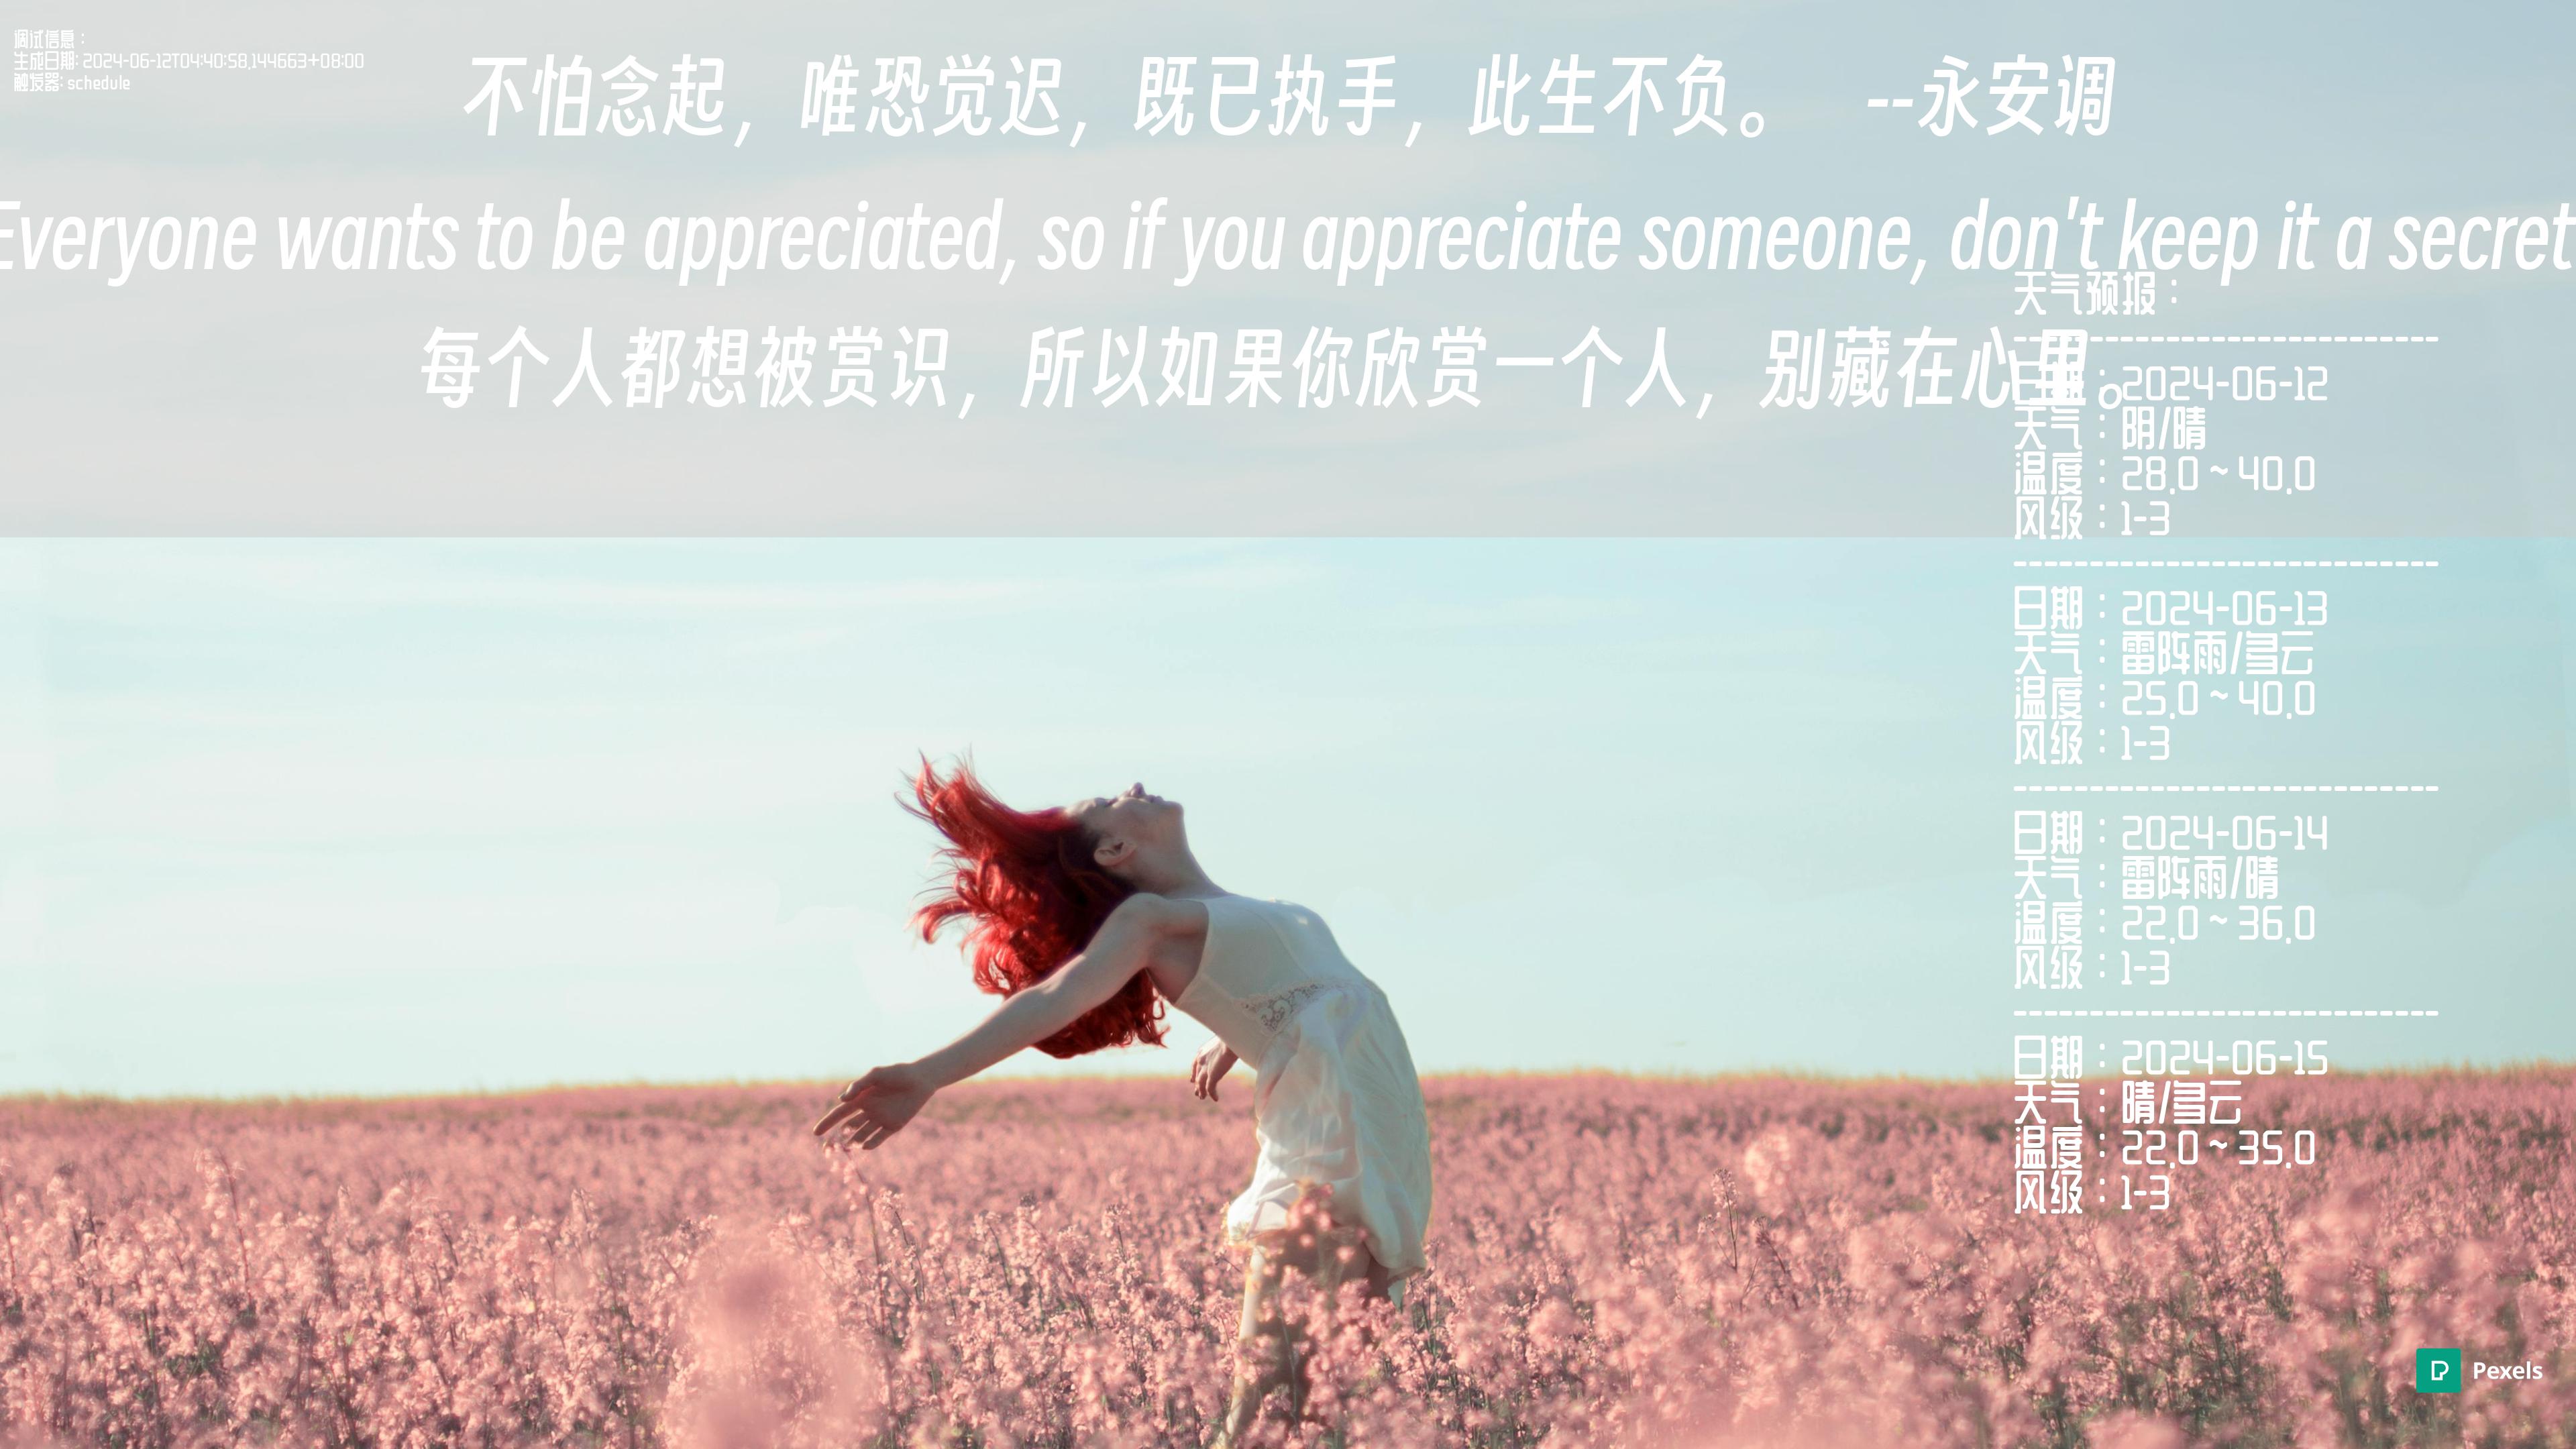 调试信息：
生成日期: 2024-06-12T04:40:58.144663+08:00
触发器: schedule
不怕念起，唯恐觉迟，既已执手，此生不负。 --永安调
Everyone wants to be appreciated, so if you appreciate someone, don't keep it a secret
每个人都想被赏识，所以如果你欣赏一个人，别藏在心里。
天气预报：
----------------------------
日期：2024-06-12
天气：阴/晴
温度：28.0 ~ 40.0
风级：1-3
----------------------------
日期：2024-06-13
天气：雷阵雨/多云
温度：25.0 ~ 40.0
风级：1-3
----------------------------
日期：2024-06-14
天气：雷阵雨/晴
温度：22.0 ~ 36.0
风级：1-3
----------------------------
日期：2024-06-15
天气：晴/多云
温度：22.0 ~ 35.0
风级：1-3
Pexels